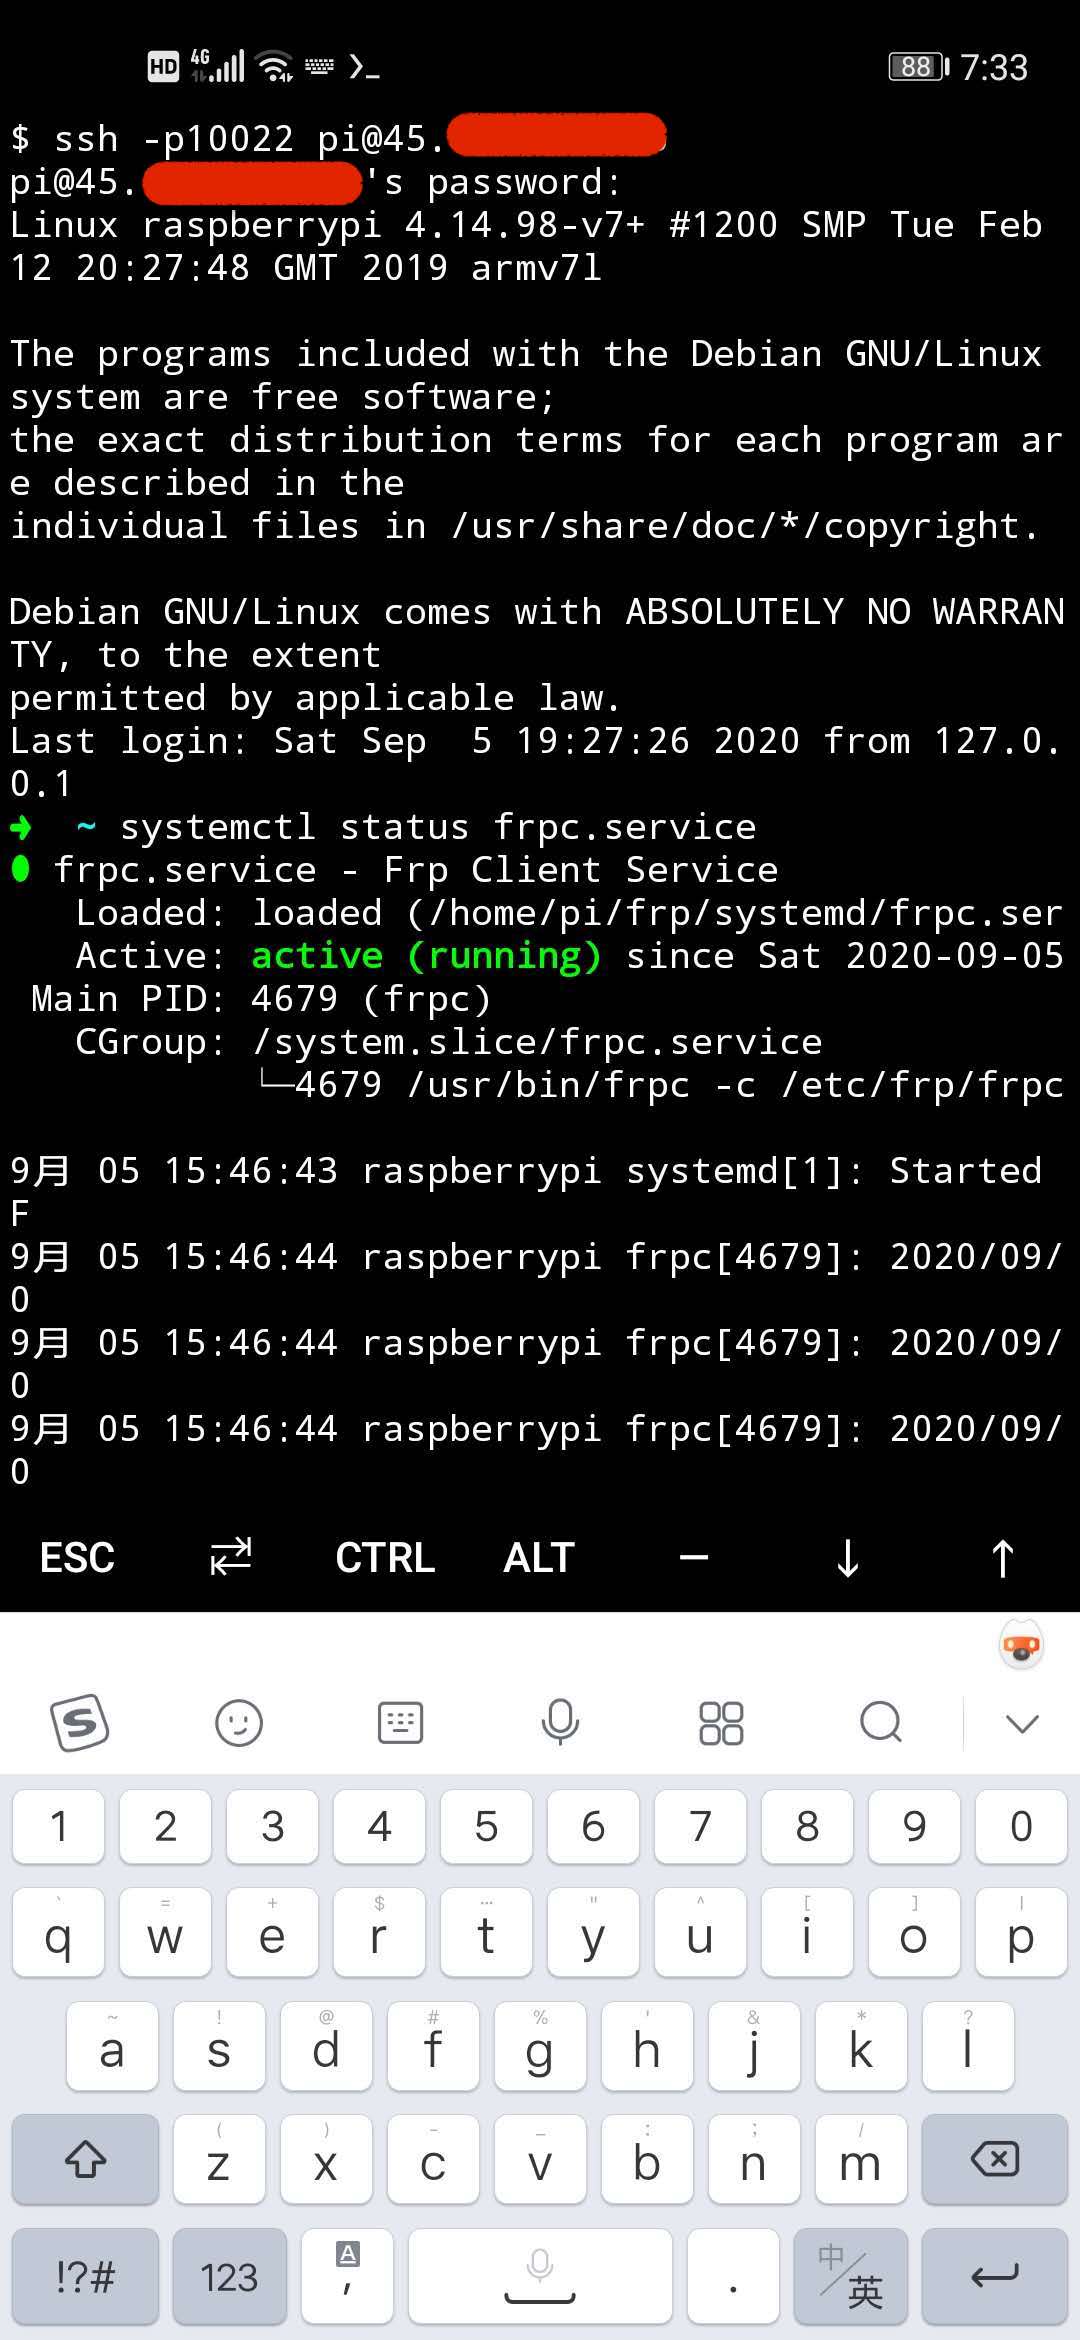 HD 4G 88 7:33
$ ssh -p10022 pi@45.
pi@45. 's password:
Linux raspberrypi 4.14.98-v7+ #1200 SMP Tue Feb
12 20:27:48 GMT 2019 armv7l
The programs included with the Debian GNU/Linux
system are free software;
the exact distribution terms for each program ar
e described in the
individual files in /usr/share/doc/*/copyright.
Debian GNU/Linux comes with ABSOLUTELY NO WARRAN
TY, to the extent
permitted by applicable law.
Last login: Sat Sep  5 19:27:26 2020 from 127.0.
0.1
➜  ~ systemctl status frpc.service
● frpc.service - Frp Client Service
   Loaded: loaded (/home/pi/frp/systemd/frpc.ser
   Active: active (running) since Sat 2020-09-05
 Main PID: 4679 (frpc)
   CGroup: /system.slice/frpc.service
           └─4679 /usr/bin/frpc -c /etc/frp/frpc
9月 05 15:46:43 raspberrypi systemd[1]: Started
F
9月 05 15:46:44 raspberrypi frpc[4679]: 2020/09/
0
9月 05 15:46:44 raspberrypi frpc[4679]: 2020/09/
0
9月 05 15:46:44 raspberrypi frpc[4679]: 2020/09/
0
ESC CTRL ALT — ↓ ↑
S
1 2 3 4 5 6 7 8 9 0
` = + $ … " ^ [ ] |
q w e r t y u i o p
~ ! @ # % ' & * ?
a s d f g h j k l
( ) - _ : ; /
z x c v b n m
!?# 123 A , . 中/英